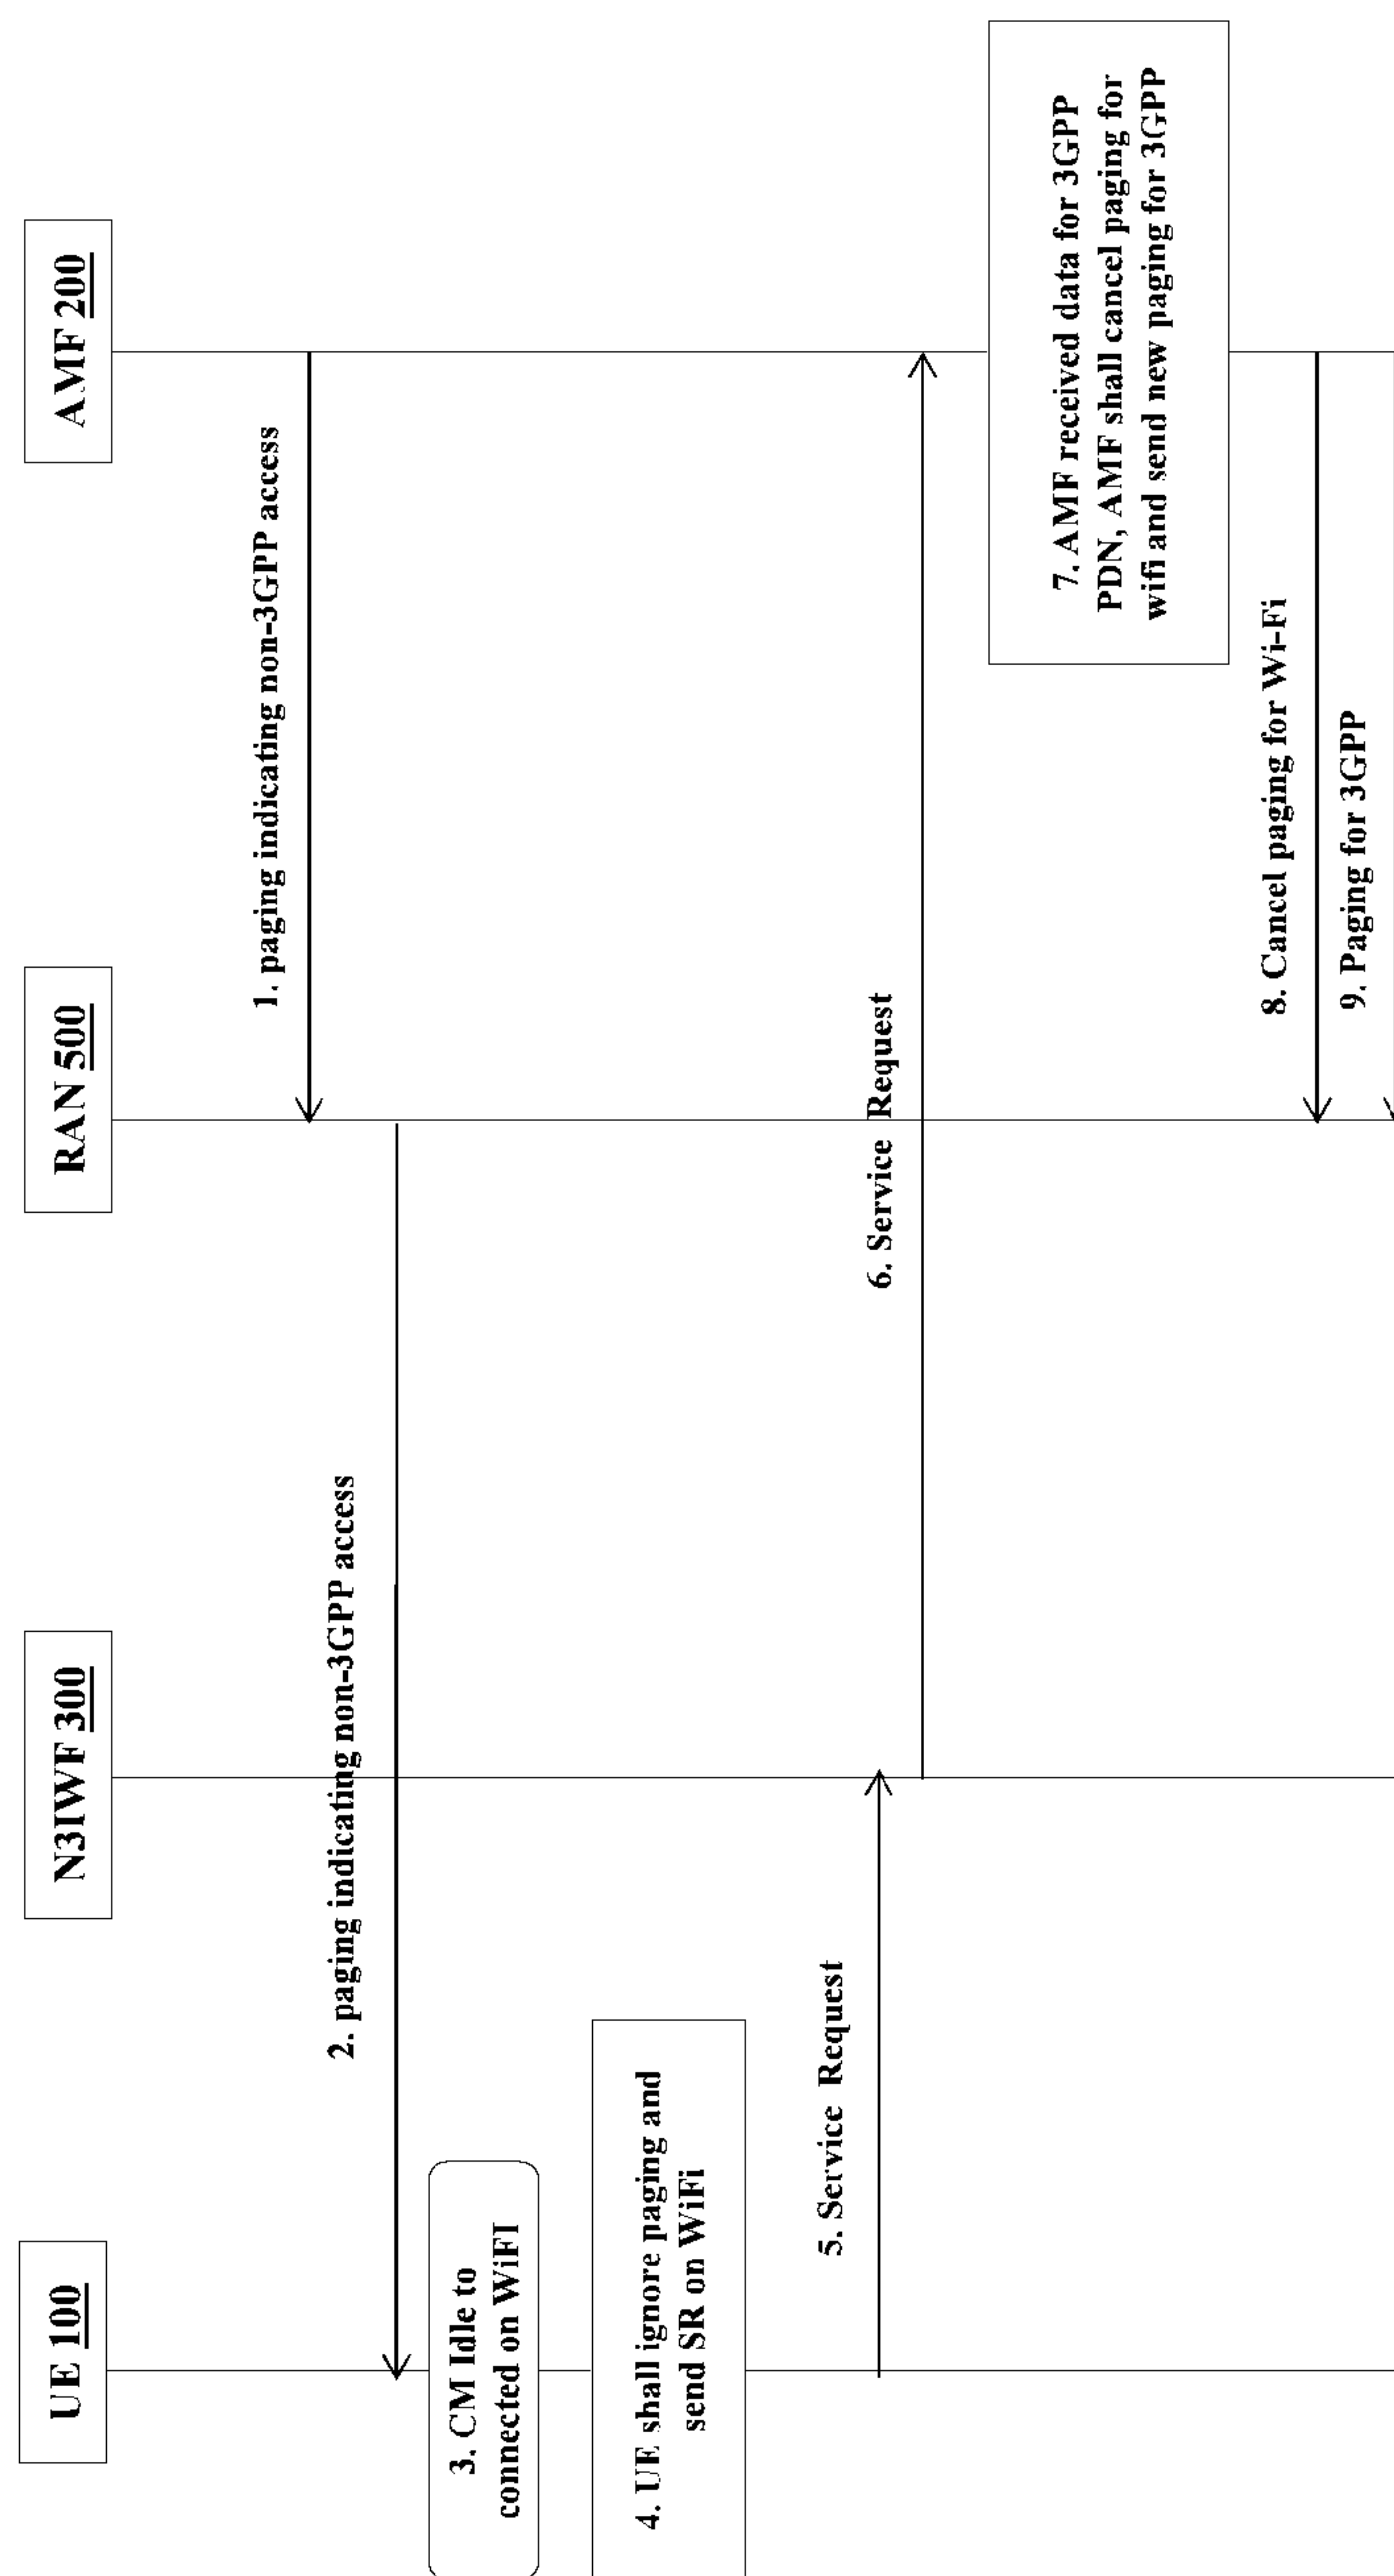 UE 100
N3IWF 300
RAN 500
AMF 200
1. paging indicating non-3GPP access
2. paging indicating non-3GPP access
3. CM Idle to
connected on WiFI
4. UE shall ignore paging and
send SR on WiFi
5. Service Request
6. Service Request
7. AMF received data for 3GPP
PDN, AMF shall cancel paging for
wifi and send new paging for 3GPP
8. Cancel paging for Wi-Fi
9. Paging for 3GPP